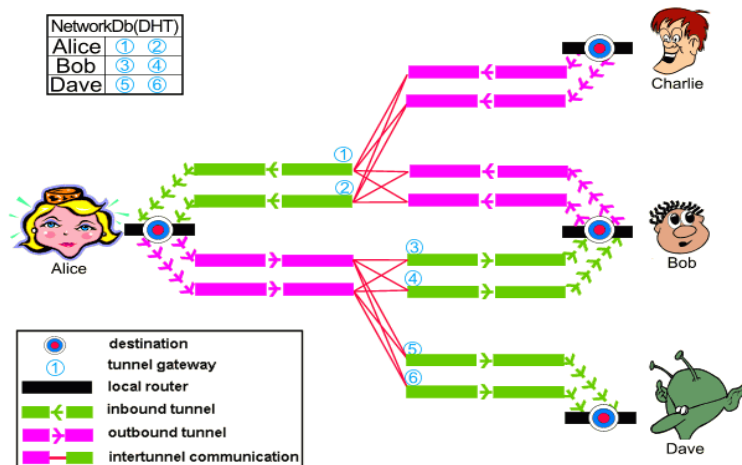 NetworkDb(DHT)
Alice 1 2
Bob 3 4
Dave 5 6
Charlie
1
2
Alice
3
4
Bob
5
6
Dave
destination
1 tunnel gateway
local router
inbound tunnel
outbound tunnel
intertunnel communication